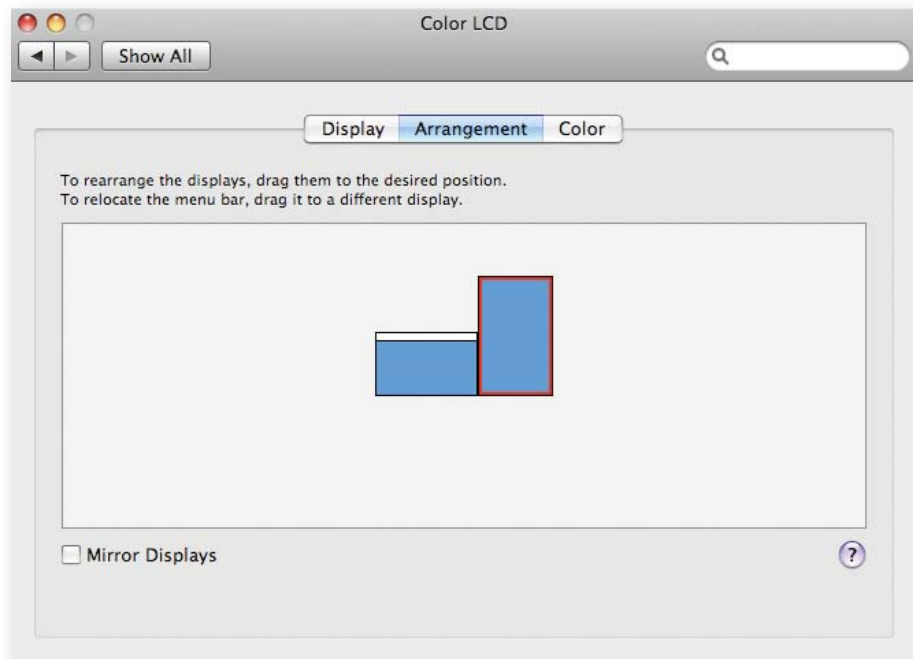 Color LCD
Show All
Display Arrangement Color
To rearrange the displays, drag them to the desired position.
To relocate the menu bar, drag it to a different display.
Mirror Displays
?